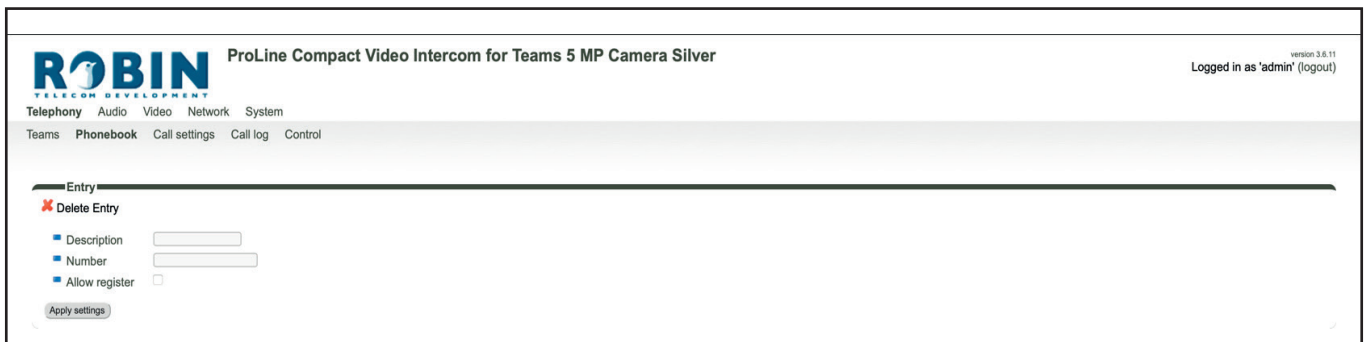 ProLine Compact Video Intercom for Teams 5 MP Camera Silver
version 3.6.11
Logged in as 'admin' (logout)
ROBIN
TELECOM DEVELOPMENT
Telephony Audio Video Network System
Teams Phonebook Call settings Call log Control
Entry
Delete Entry
Description
Number
Allow register
Apply settings